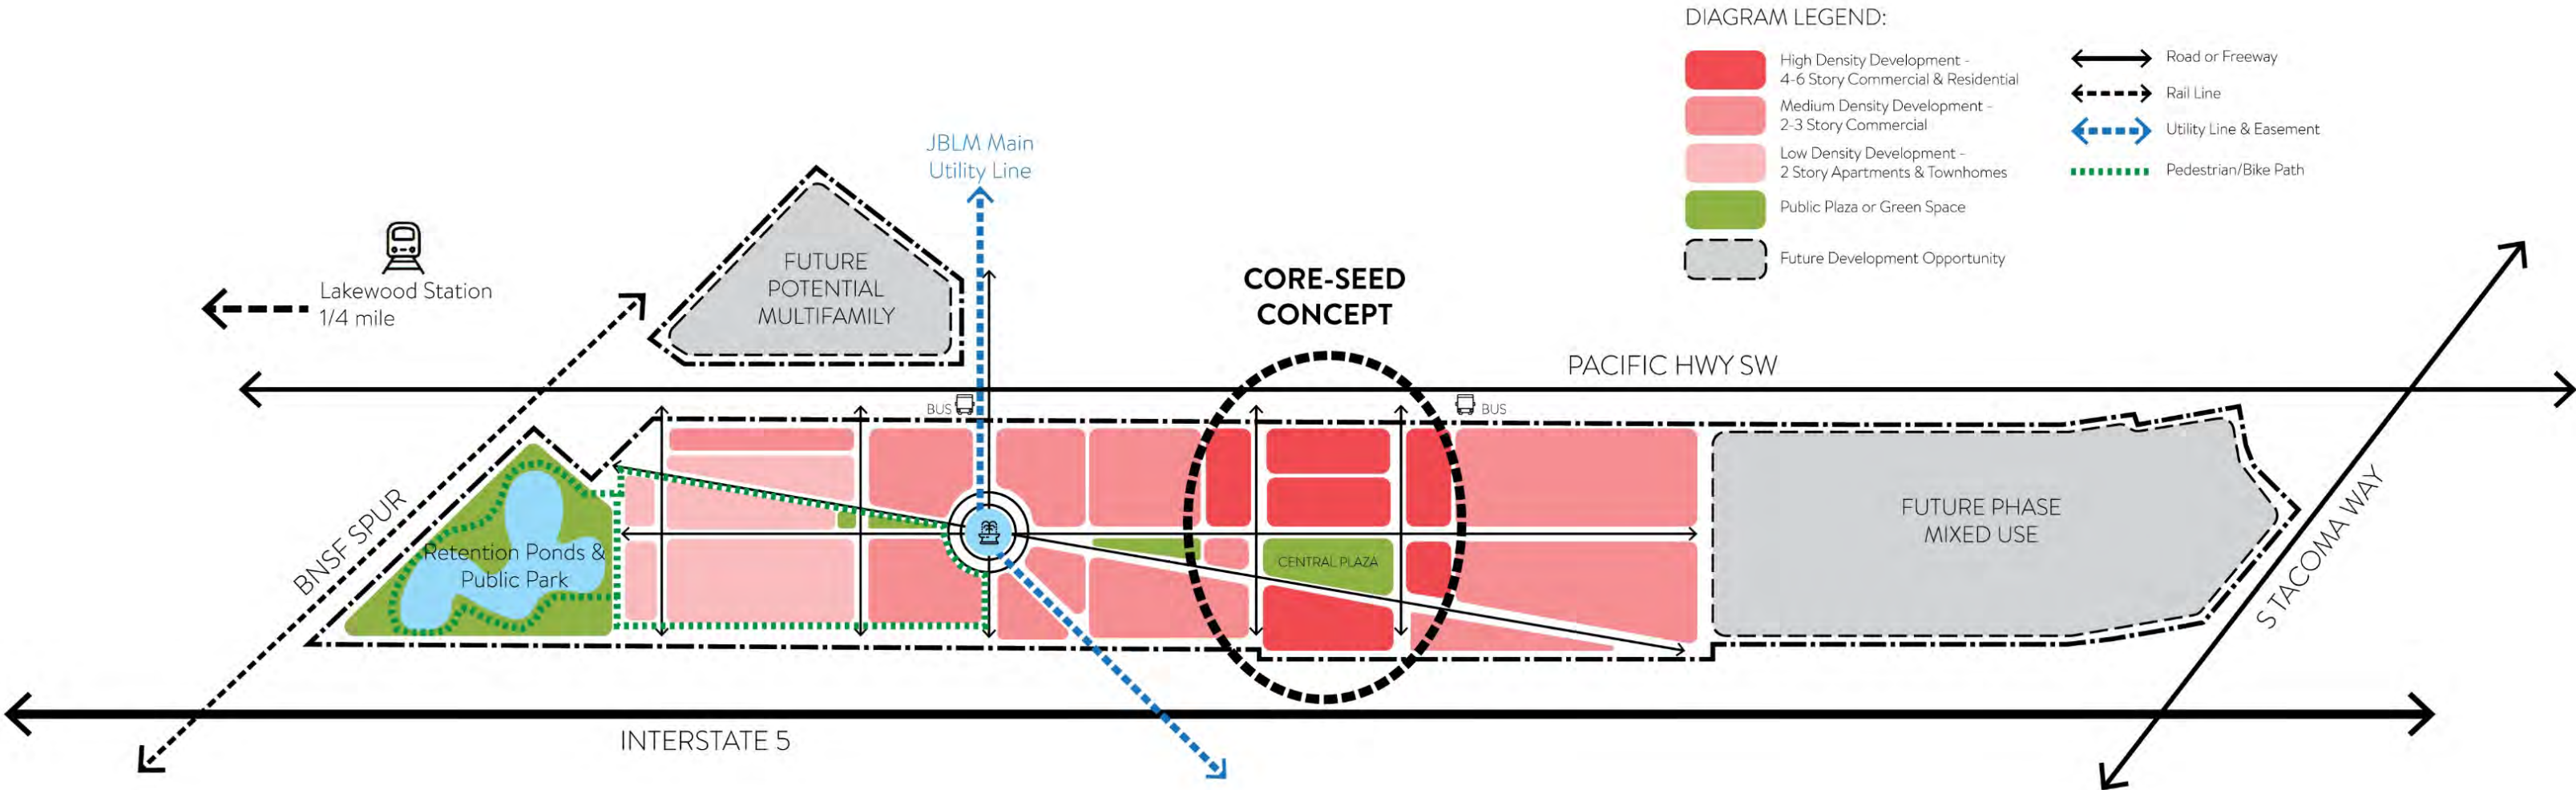 DIAGRAM LEGEND:
High Density Development -
4-6 Story Commercial & Residential
Medium Density Development -
2-3 Story Commercial
Low Density Development -
2 Story Apartments & Townhomes
Public Plaza or Green Space
Future Development Opportunity
Road or Freeway
Rail Line
Utility Line & Easement
Pedestrian/Bike Path
JBLM Main
Utility Line
Lakewood Station
1/4 mile
FUTURE
POTENTIAL
MULTIFAMILY
CORE-SEED
CONCEPT
PACIFIC HWY SW
BUS
BUS
BNSF SPUR
Retention Ponds &
Public Park
CENTRAL PLAZA
FUTURE PHASE
MIXED USE
S TACOMA WAY
INTERSTATE 5